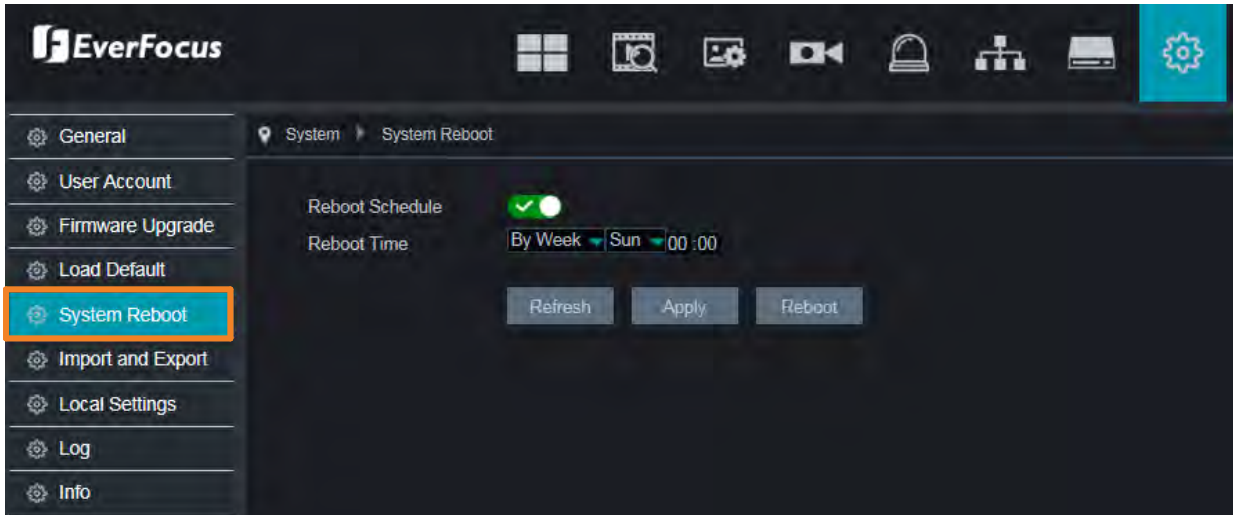 EverFocus
General
User Account
Firmware Upgrade
Load Default
System Reboot
Import and Export
Local Settings
Log
Info
System System Reboot
Reboot Schedule
Reboot Time By Week Sun 00 :00
Refresh Apply Reboot